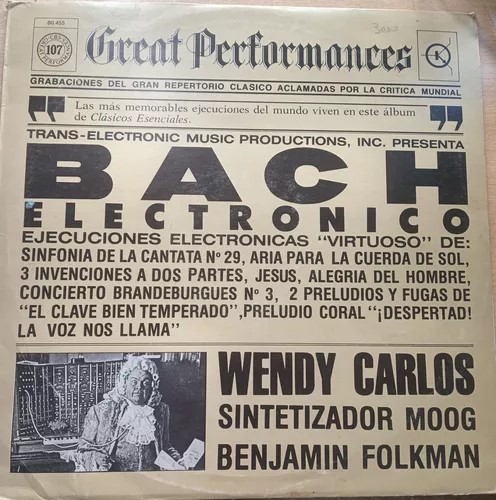 80.455
107
Great Performances
3000
GRABACIONES DEL GRAN REPERTORIO CLASICO ACLAMADAS POR LA CRITICA MUNDIAL
Las más memorables ejecuciones del mundo viven en este álbum
de Clásicos Esenciales.
TRANS-ELECTRONIC MUSIC PRODUCTIONS, INC. PRESENTA
BACH
ELECTRONICO
EJECUCIONES ELECTRONICAS "VIRTUOSO" DE:
SINFONIA DE LA CANTATA Nº 29, ARIA PARA LA CUERDA DE SOL,
3 INVENCIONES A DOS PARTES, JESUS, ALEGRIA DEL HOMBRE,
CONCIERTO BRANDEBURGUES Nº 3, 2 PRELUDIOS Y FUGAS DE
"EL CLAVE BIEN TEMPERADO",PRELUDIO CORAL "¡DESPERTAD!
LA VOZ NOS LLAMA"
WENDY CARLOS
SINTETIZADOR MOOG
BENJAMIN FOLKMAN